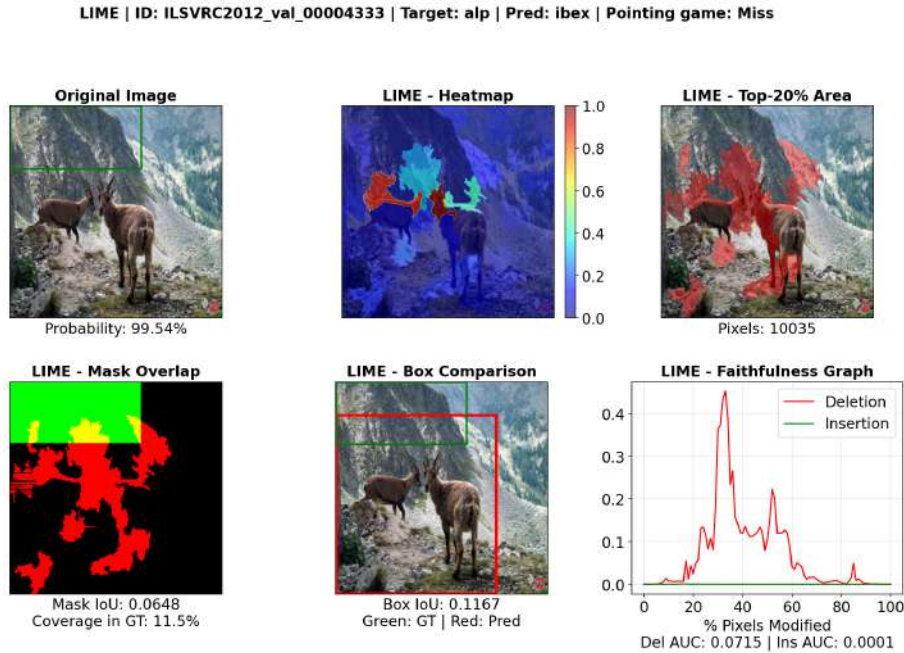 LIME | ID: ILSVRC2012_val_00004333 | Target: alp | Pred: ibex | Pointing game: Miss
Original Image
Probability: 99.54%
LIME - Heatmap
1.0
0.8
0.6
0.4
0.2
0.0
LIME - Top-20% Area
Pixels: 10035
LIME - Mask Overlap
Mask IoU: 0.0648
Coverage in GT: 11.5%
LIME - Box Comparison
Box IoU: 0.1167
Green: GT | Red: Pred
LIME - Faithfulness Graph
Deletion
Insertion
0.4
0.3
0.2
0.1
0.0
0 20 40 60 80 100
% Pixels Modified
Del AUC: 0.0715 | Ins AUC: 0.0001